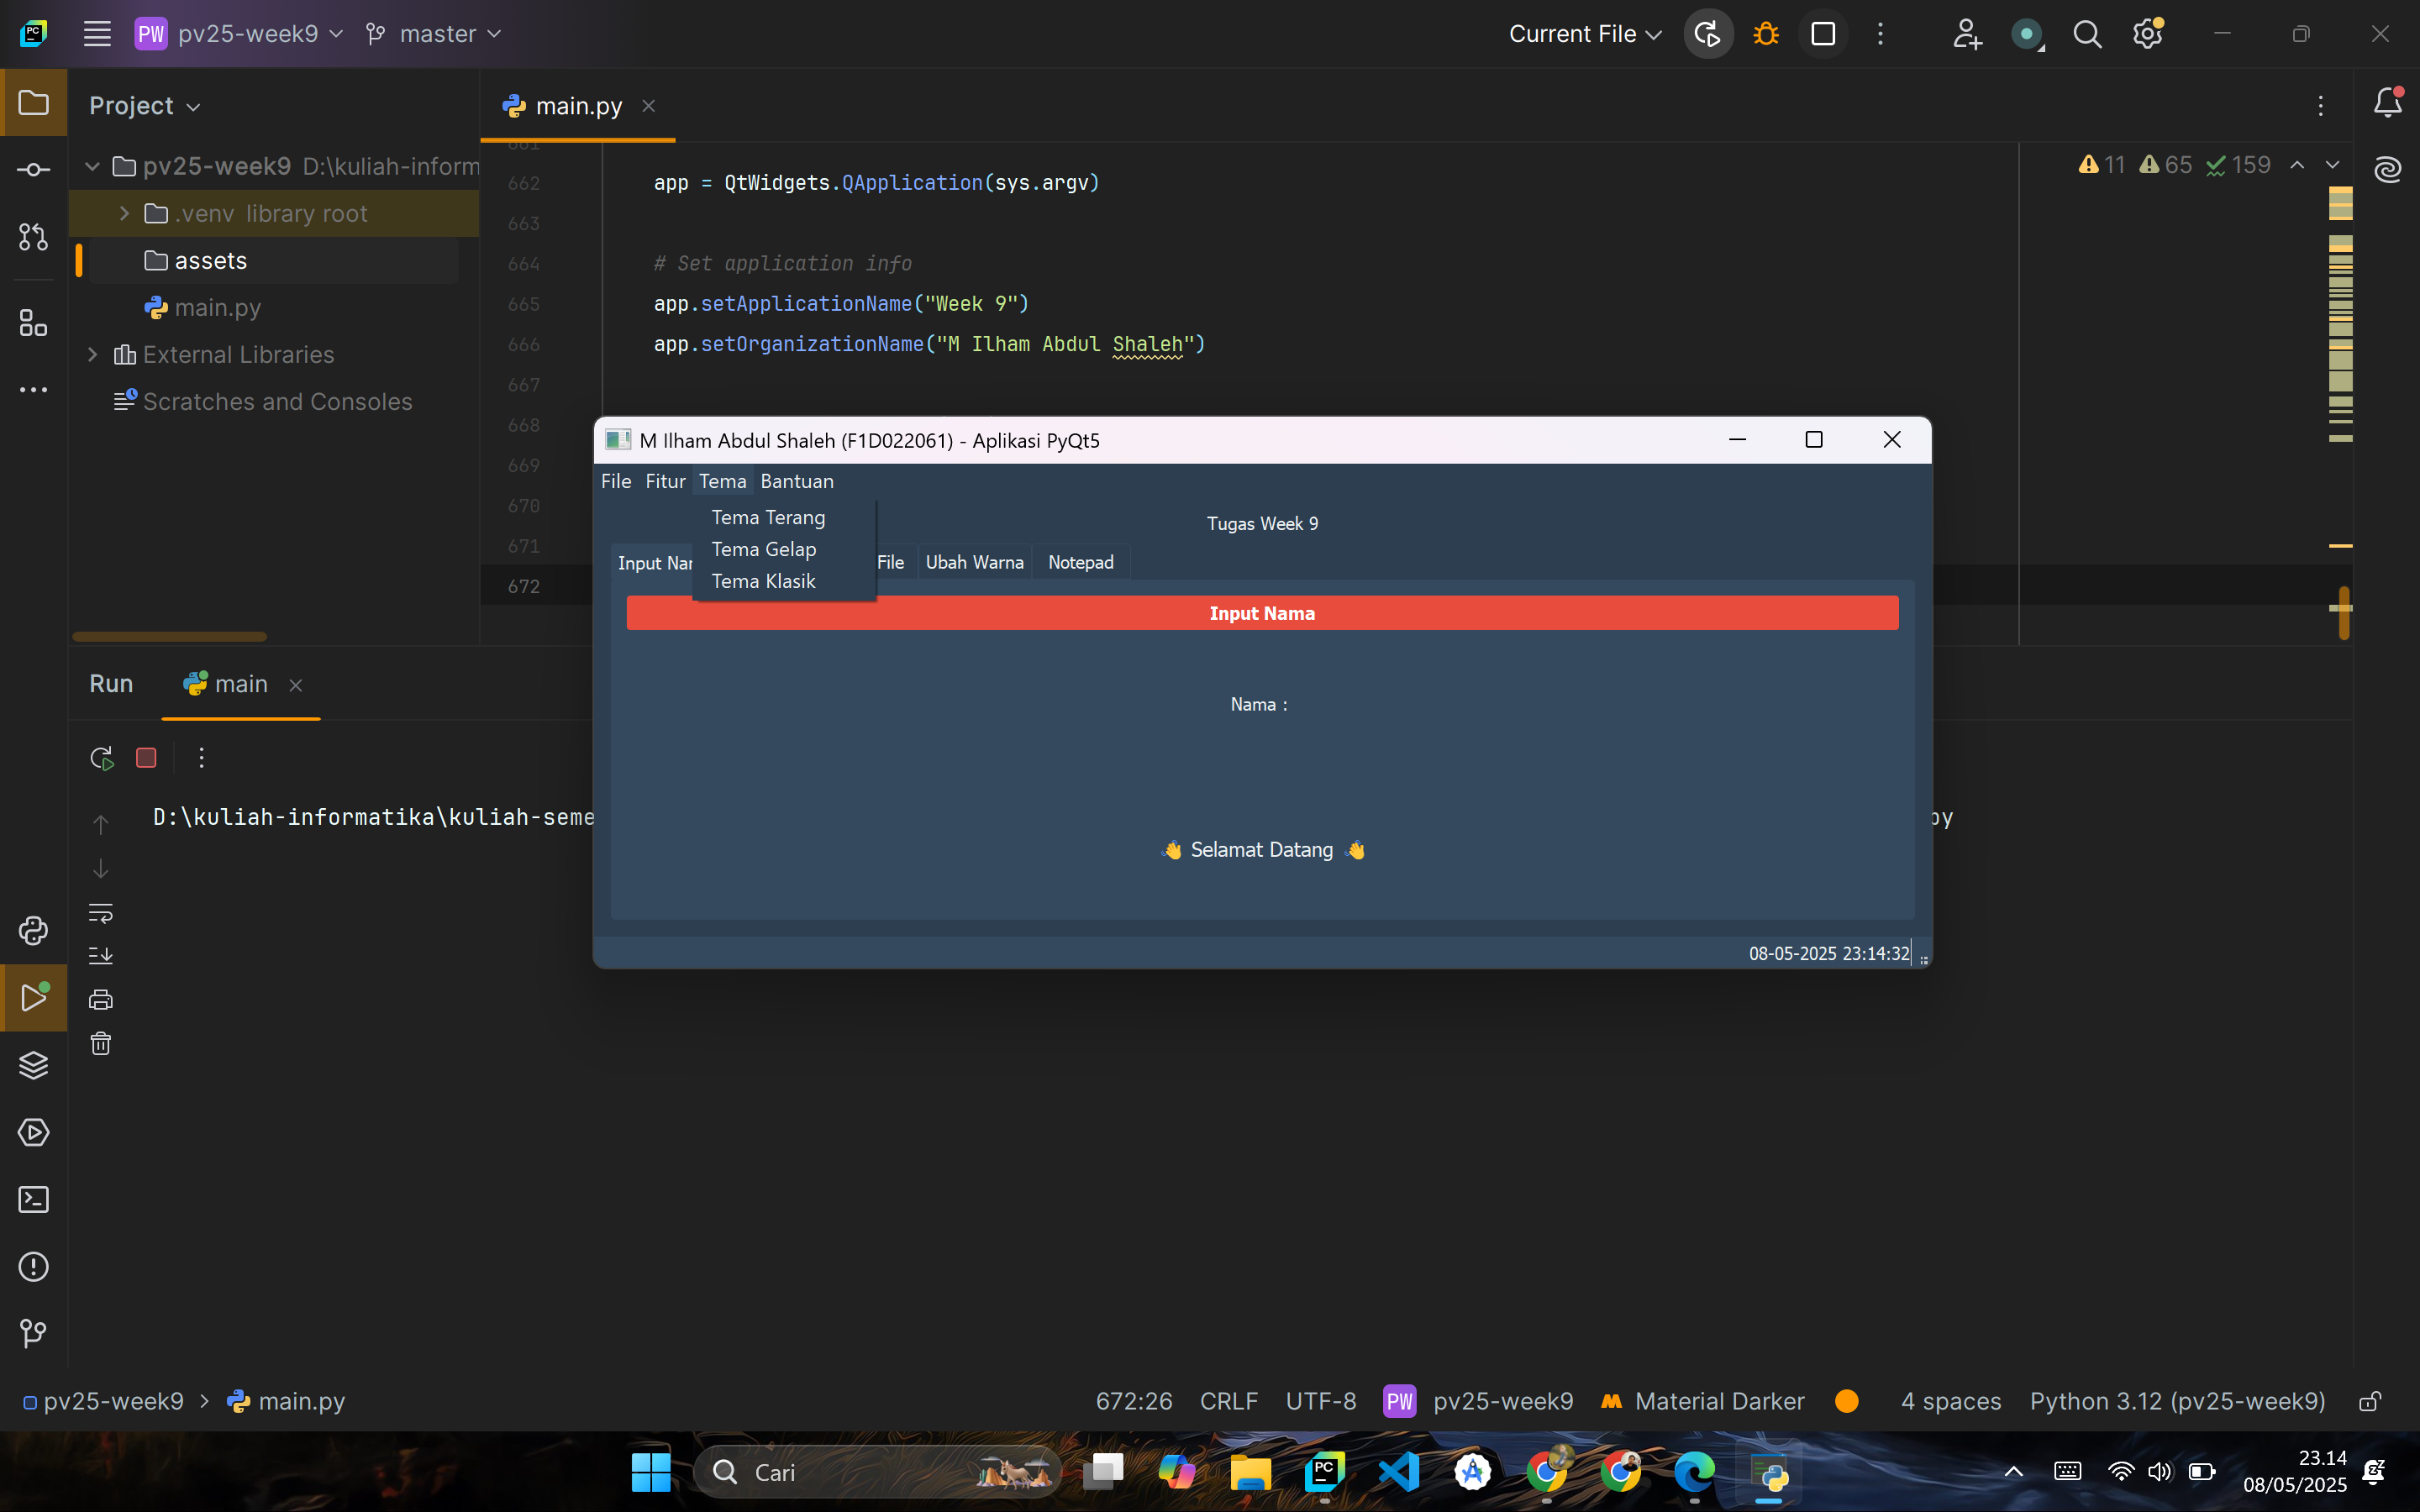 PC PW pv25-week9 master Current File
Project
main.py
pv25-week9 D:\kuliah-inform
.venv library root
assets
main.py
External Libraries
Scratches and Consoles
11 65 159
661
662 app = QtWidgets.QApplication(sys.argv)
663
664 # Set application info
665 app.setApplicationName("Week 9")
666 app.setOrganizationName("M Ilham Abdul Shaleh")
667
668
669
670
671
672
M Ilham Abdul Shaleh (F1D022061) - Aplikasi PyQt5
File Fitur Tema Bantuan
Tema Terang
Tema Gelap
Tema Klasik
Tugas Week 9
Input Nar File Ubah Warna Notepad
Input Nama
Nama :
👋 Selamat Datang 👋
08-05-2025 23:14:32
Run main
D:\kuliah-informatika\kuliah-seme py
pv25-week9 main.py 672:26 CRLF UTF-8 PW pv25-week9 Material Darker 4 spaces Python 3.12 (pv25-week9)
Cari
PC
23.14
08/05/2025